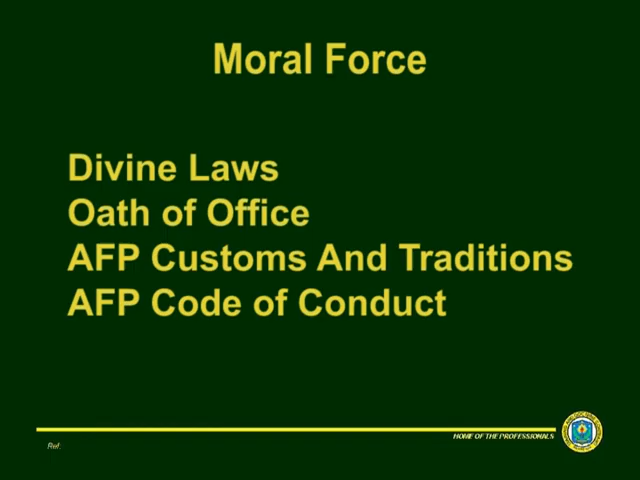 Moral Force
Divine Laws
Oath of Office
AFP Customs And Traditions
AFP Code of Conduct
HOME OF THE PROFESSIONALS
Ref: